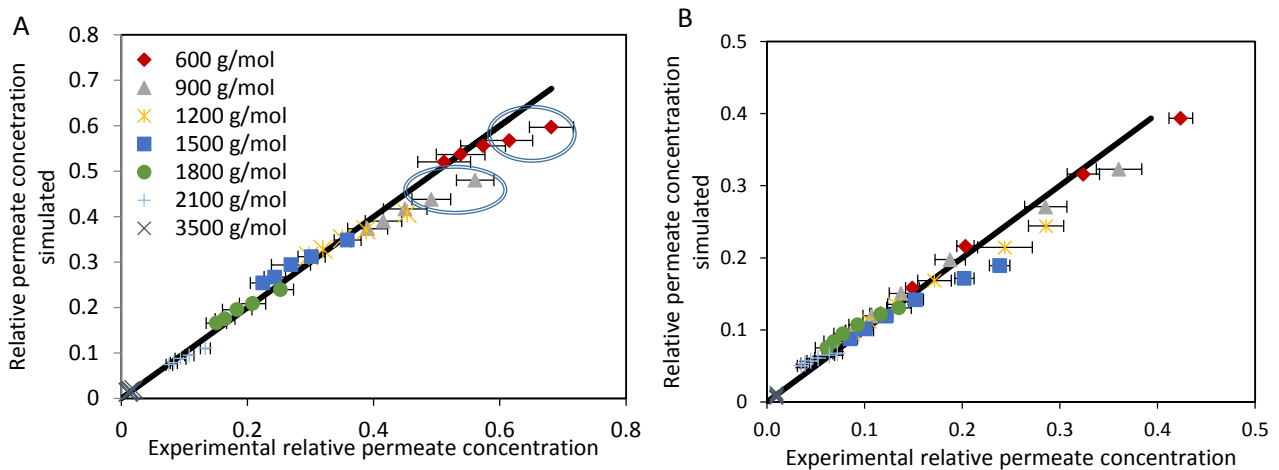 A
Relative permeate concetration
simulated
0.8
0.7
0.6
0.5
0.4
0.3
0.2
0.1
0
600 g/mol
900 g/mol
1200 g/mol
1500 g/mol
1800 g/mol
2100 g/mol
3500 g/mol
0 0.2 0.4 0.6 0.8
Experimental relative permeate concentration
B
Relative permeate concentraation
simulated
0.5
0.4
0.3
0.2
0.1
0.0
0.0 0.1 0.2 0.3 0.4 0.5
Experimental relative permeate concentration